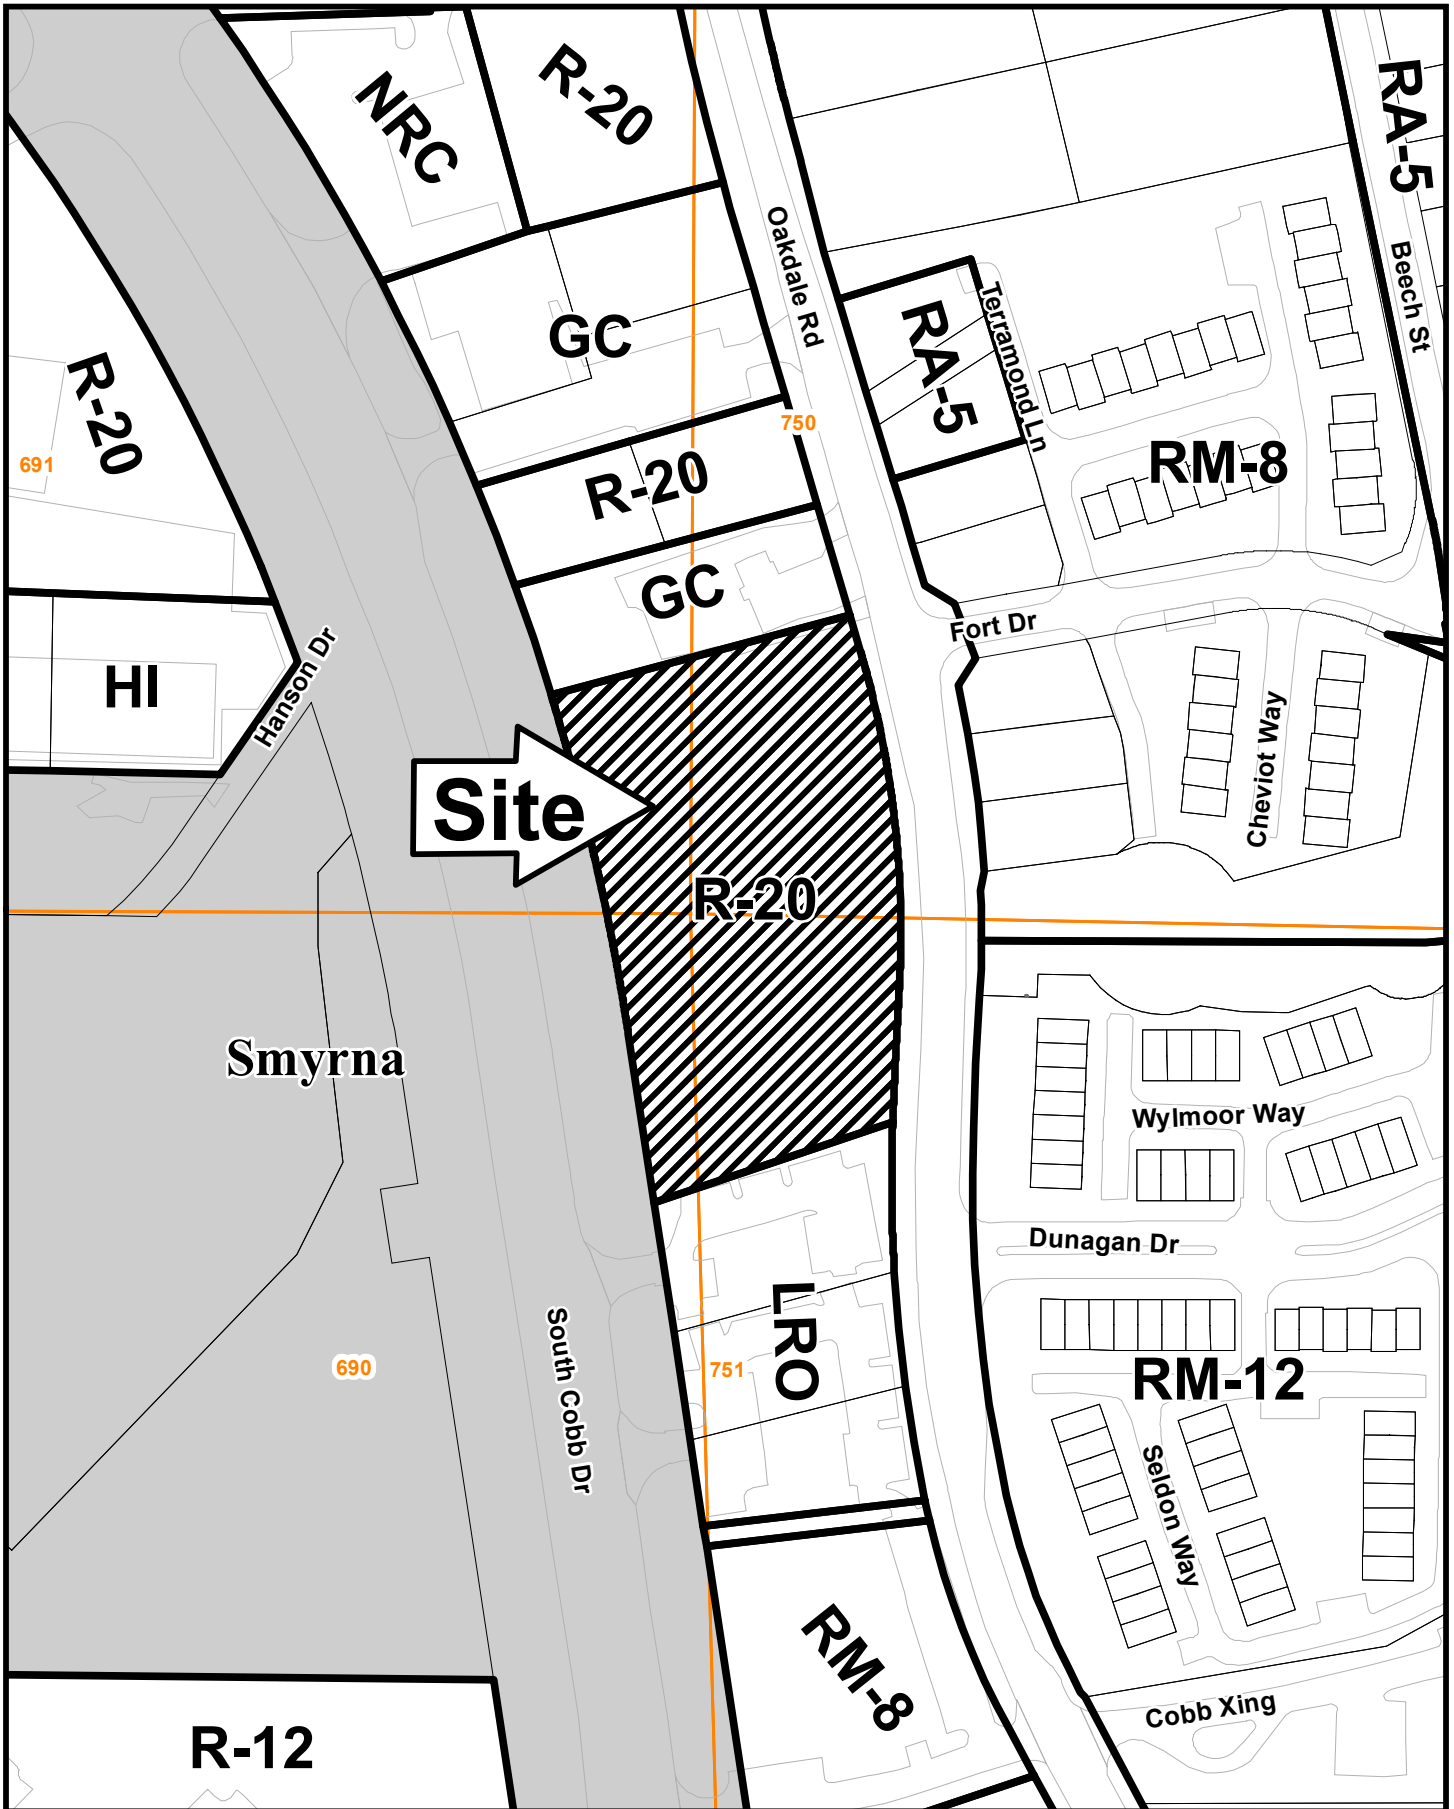 NRC
R-20
RA-5
Oakdale Rd
Beech St
GC
RA-5
Terramond Ln
R-20
691
750
R-20
RM-8
GC
Fort Dr
HI
Hanson Dr
Cheviot Way
Site
R-20
Smyrna
Wylmoor Way
Dunagan Dr
LRO
South Cobb Dr
690
751
RM-12
Seldon Way
RM-8
Cobb Xing
R-12